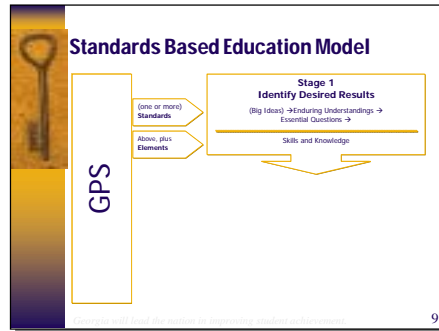 Standards Based Education Model
GPS
(one or more)
Standards
Above, plus
Elements
Stage 1
Identify Desired Results
(Big Ideas) →Enduring Understandings →
Essential Questions →
Skills and Knowledge
Georgia will lead the nation in improving student achievement.
9